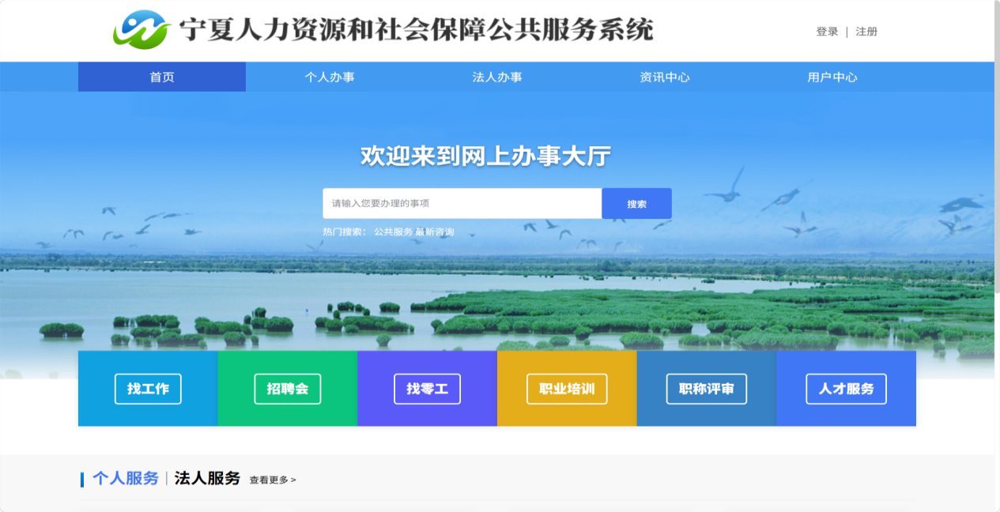 宁夏人力资源和社会保障公共服务系统
登录 | 注册
首页 个人办事 法人办事 资讯中心 用户中心
欢迎来到网上办事大厅
请输入您要办理的事项 搜索
热门搜索： 公共服务 最新咨询
找工作 招聘会 找零工 职业培训 职称评审 人才服务
个人服务 | 法人服务 查看更多 >